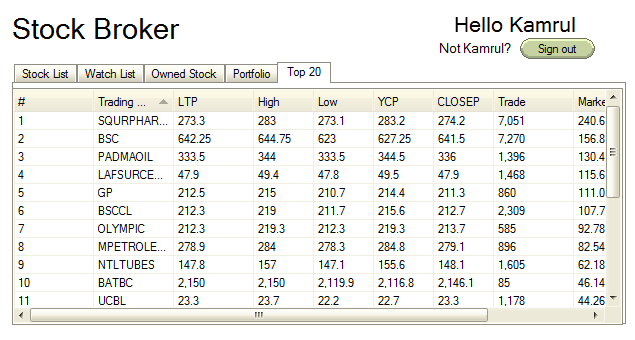 Stock Broker
Hello Kamrul
Not Kamrul? Sign out
Stock List Watch List Owned Stock Portfolio Top 20
# Trading ... LTP High Low YCP CLOSEP Trade Marke
1 SQURPHAR... 273.3 283 273.1 283.2 274.2 7,051 240.6
2 BSC 642.25 644.75 623 627.25 641.5 7,270 156.8
3 PADMAOIL 333.5 344 333.5 344.5 336 1,396 130.4
4 LAFSURCE... 47.9 49.4 47.8 49.5 47.9 1,468 115.6
5 GP 212.5 215 210.7 214.4 211.3 860 111.0
6 BSCCL 212.3 219 211.7 215.6 212.7 2,309 107.7
7 OLYMPIC 212.3 219.3 212.3 219.3 213.7 585 92.78
8 MPETROLE... 278.9 284 278.3 284.8 279.1 896 82.54
9 NTLTUBES 147.8 157 147.1 155.6 148.1 1,605 62.18
10 BATBC 2,150 2,150 2,119.9 2,116.8 2,146.1 85 46.14
11 UCBL 23.3 23.7 22.2 22.7 23.3 1,178 44.26